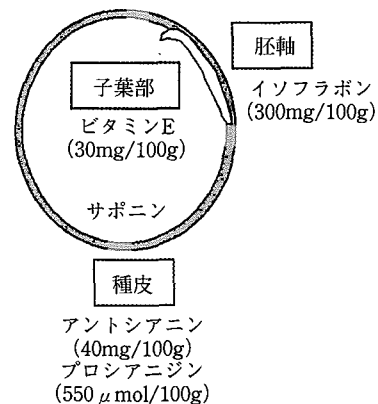 胚軸
イソフラボン
(300mg/100g)
子葉部
ビタミンE
(30mg/100g)
サポニン
種皮
アントシアニン
(40mg/100g)
プロシアニジン
(550μmol/100g)